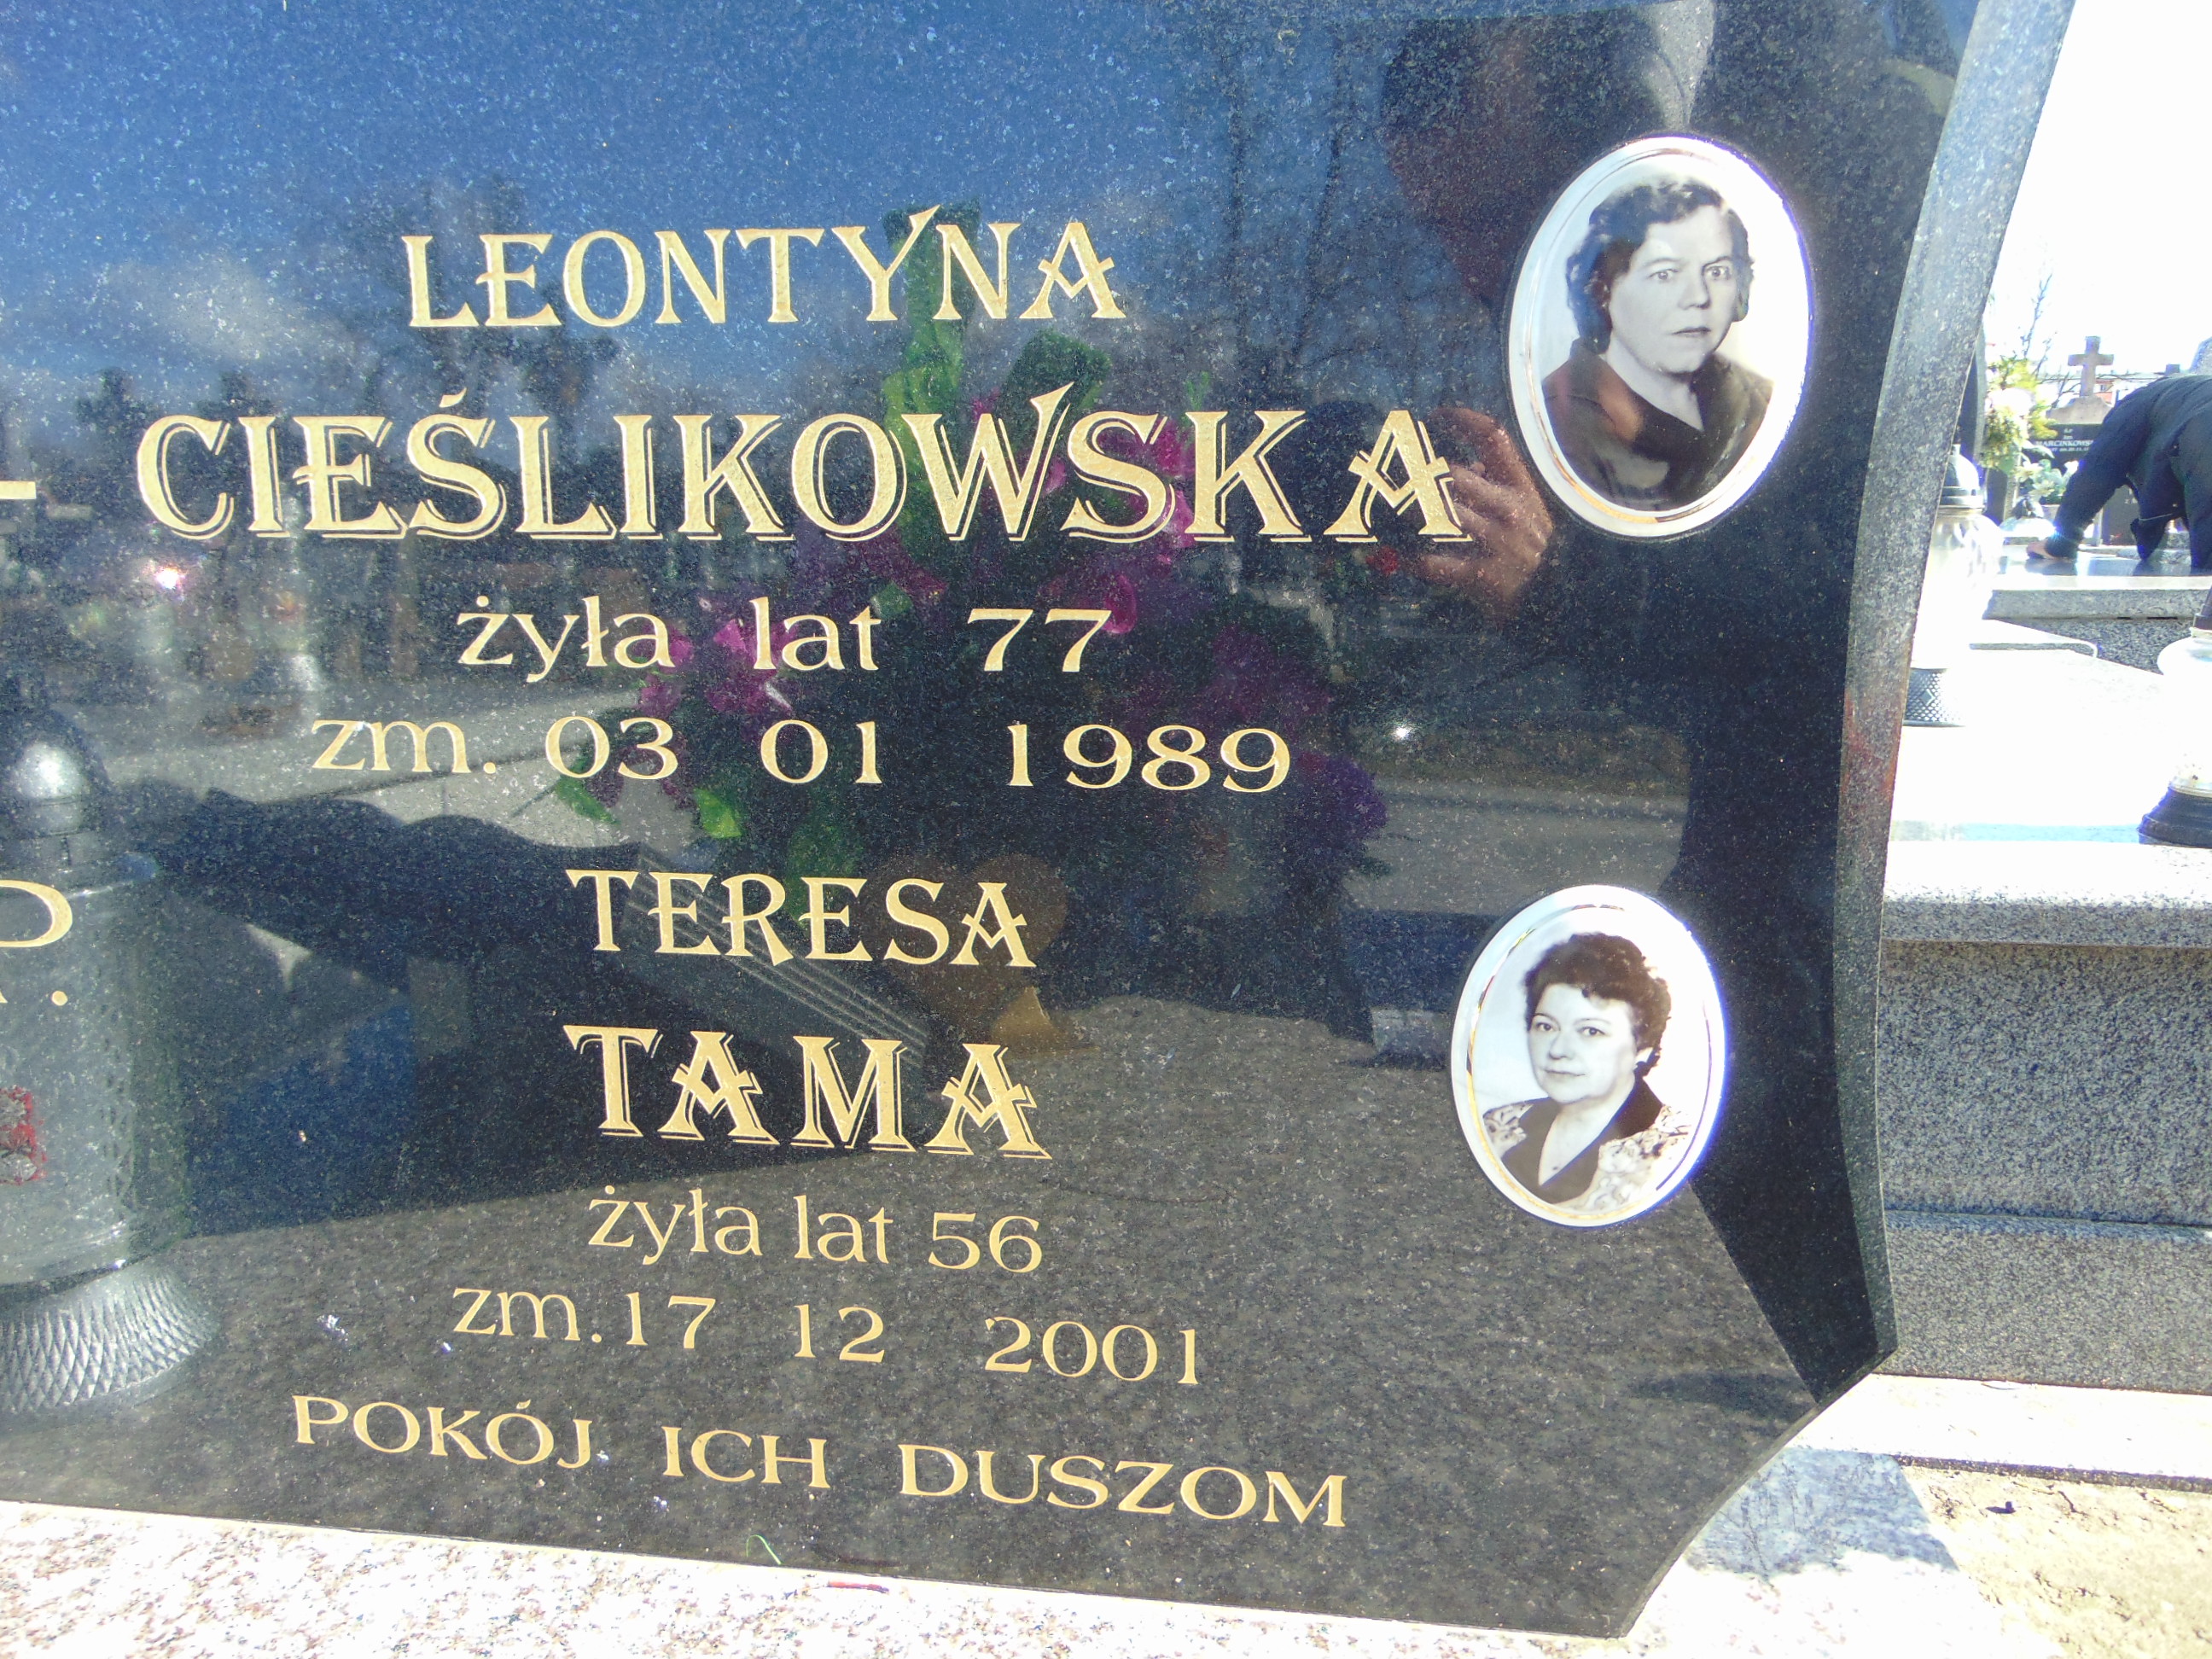 LEONTYNA
- CIEŚLIKOWSKA
żyła lat 77
zm. 03 01 1989
TERESA
TAMA
żyła lat 56
zm. 17 12 2001
POKÓJ ICH DUSZOM